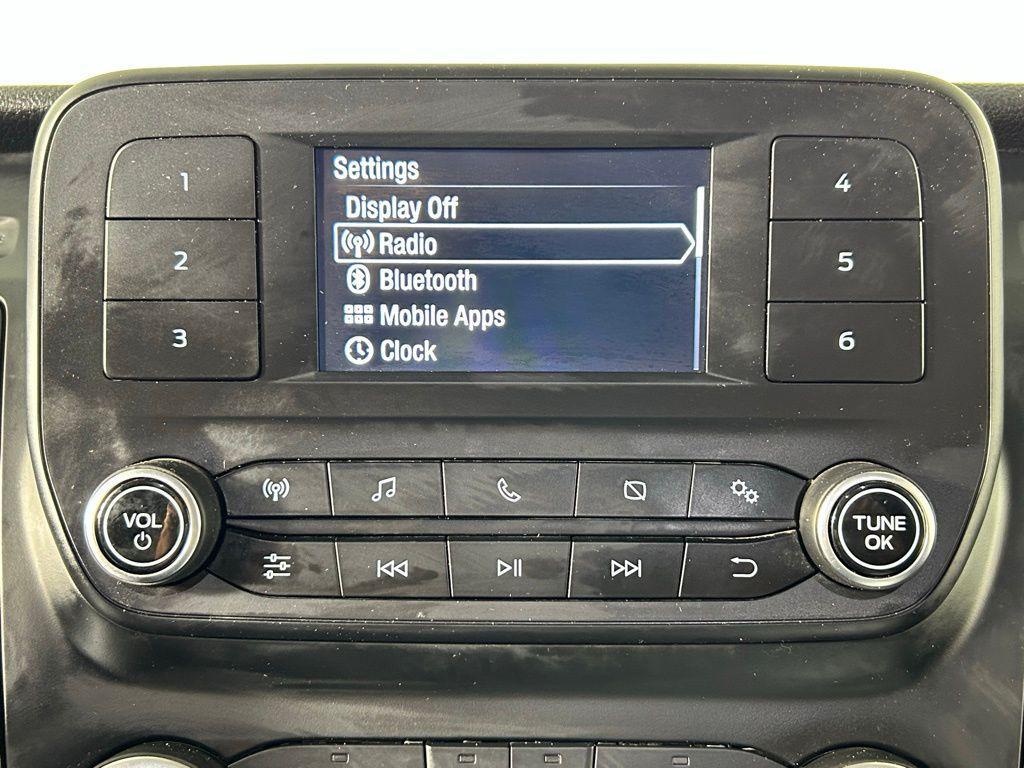 Settings
Display Off
Radio
Bluetooth
Mobile Apps
Clock
1
2
3
4
5
6
VOL
TUNE
OK